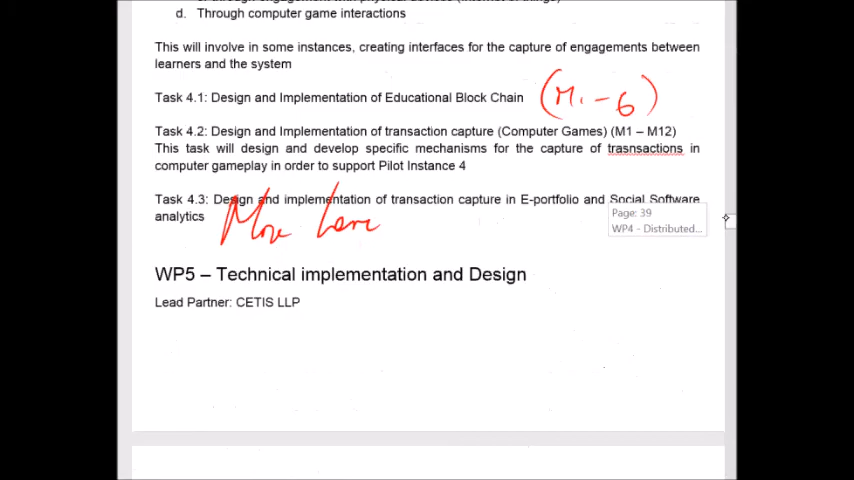 d. Through computer game interactions
This will involve in some instances, creating interfaces for the capture of engagements between
learners and the system
Task 4.1: Design and Implementation of Educational Block Chain (M1 - 6)
Task 4.2: Design and Implementation of transaction capture (Computer Games) (M1 – M12)
This task will design and develop specific mechanisms for the capture of trasnsactions in
computer gameplay in order to support Pilot Instance 4
Task 4.3: Design and implementation of transaction capture in E-portfolio and Social Software
analytics More here
Page: 39
WP4 - Distributed...
WP5 – Technical implementation and Design
Lead Partner: CETIS LLP